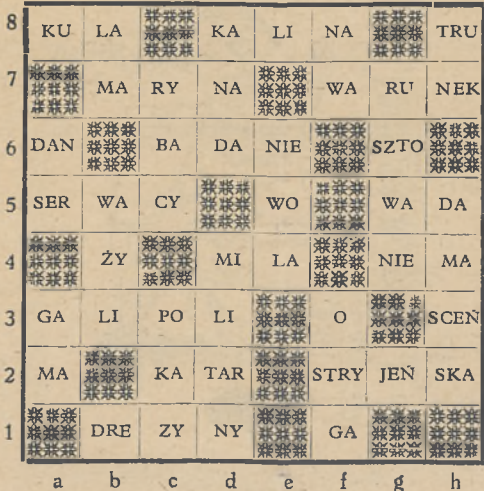 8 KU LA KA LI NA TRU
7 MA RY NA WA RU NEK
6 DAN BA DA NIE SZTO
5 SER WA CY WO WA DA
4 ŻY MI LA NIE MA
3 GA LI PO LI O SCEŃ
2 MA KA TAR STRY JEŃ SKA
1 DRE ZY NY GA
a b c d e f g h